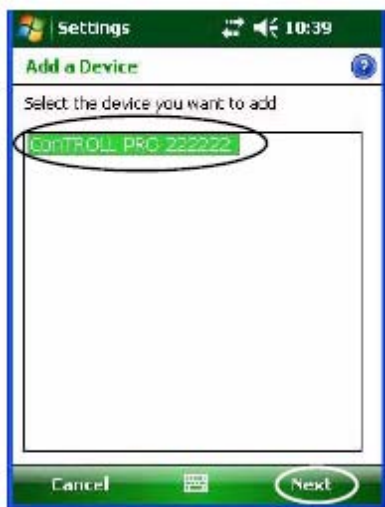 Settings 10:39
Add a Device ?
Select the device you want to add
ConTROLL PRO 222222
Cancel Next